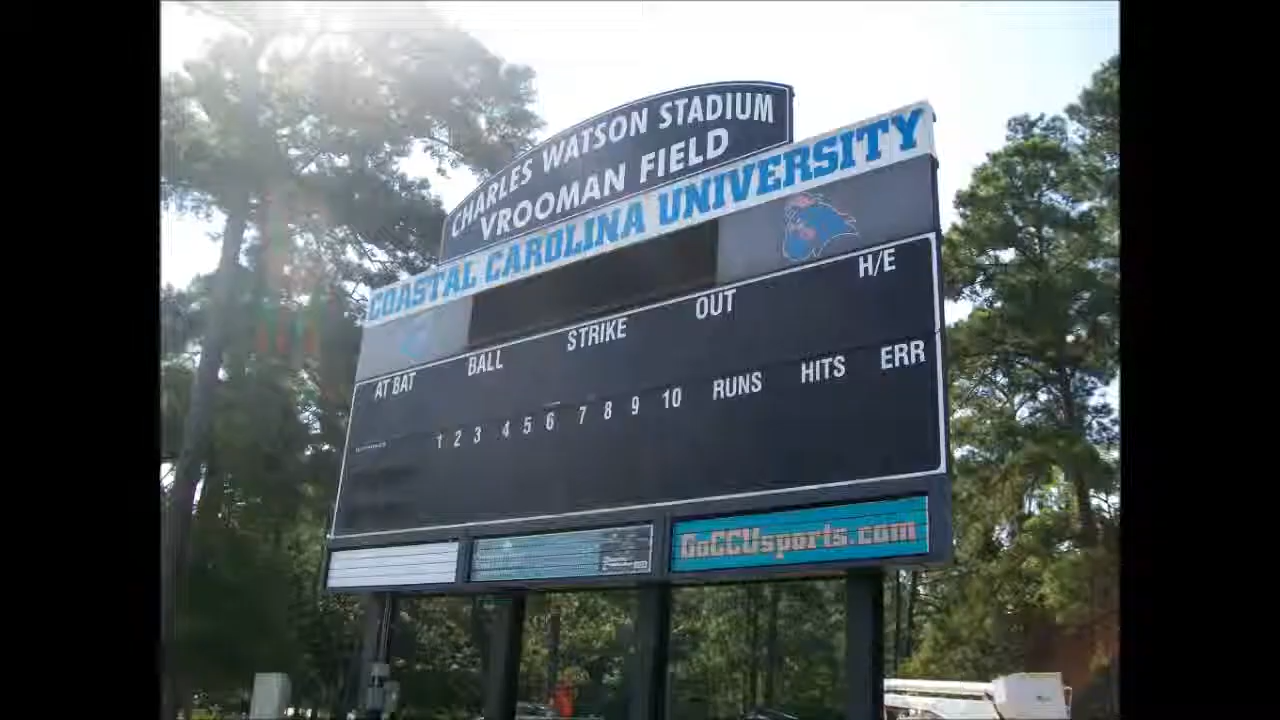 CHARLES WATSON STADIUM
VROOMAN FIELD
COASTAL CAROLINA UNIVERSITY
AT BAT BALL STRIKE OUT H/E
1 2 3 4 5 6 7 8 9 10 RUNS HITS ERR
GoCCUsports.com